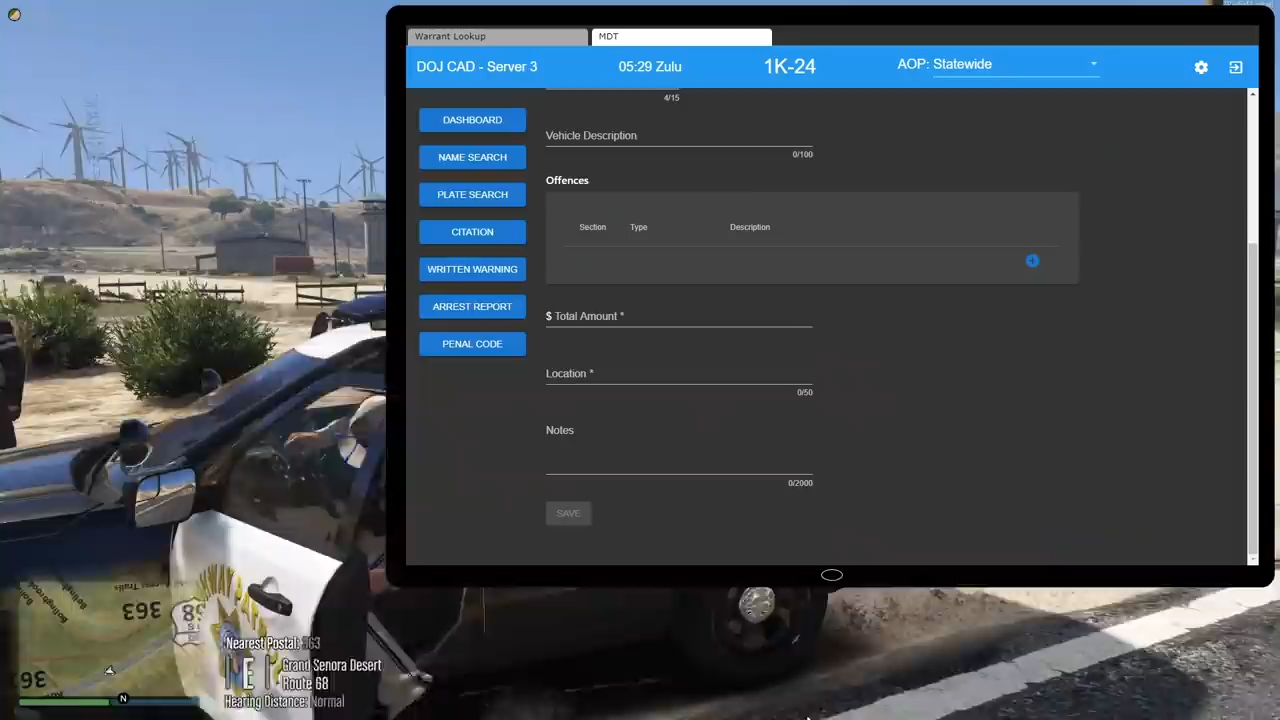 Warrant Lookup
MDT
DOJ CAD - Server 3
05:29 Zulu
1K-24
AOP: Statewide
4/15
DASHBOARD
NAME SEARCH
PLATE SEARCH
CITATION
WRITTEN WARNING
ARREST REPORT
PENAL CODE
Vehicle Description
0/100
Offences
Section Type Description
$ Total Amount *
Location *
0/50
Notes
0/2000
SAVE
363
68
Nearest Postal: 363
E
Grand Senora Desert
Route 68
Hearing Distance: Normal
N